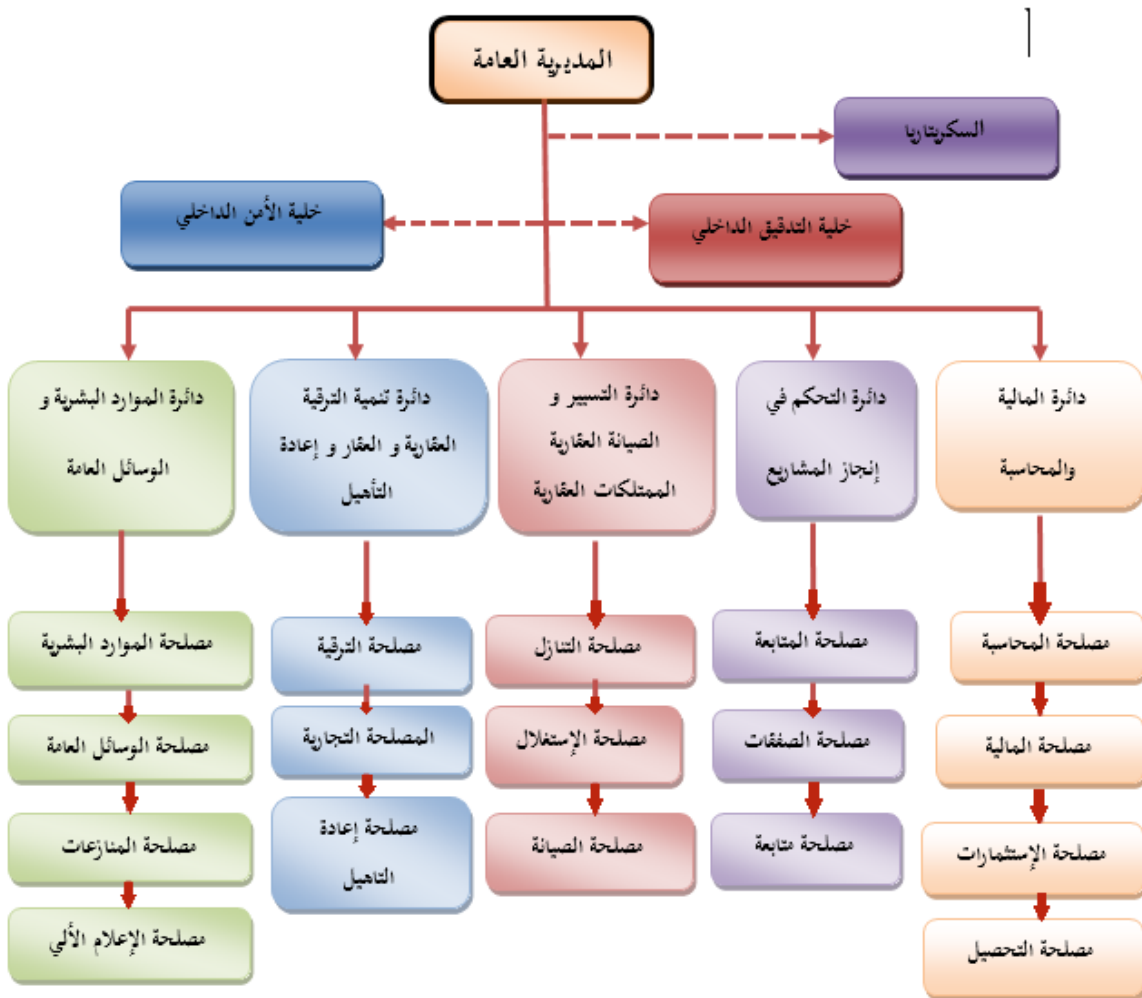 المديرية العامة
السكريتاريا
خلية التدقيق الداخلي
خلية الأمن الداخلي
دائرة المالية
والمحاسبة
دائرة التحكم في
إنجاز المشاريع
دائرة التسيير و
الصيانة العقارية
الممتلكات العقارية
دائرة تنمية الترقية
العقارية و العقار و إعادة
التأهيل
دائرة الموارد البشرية و
الوسائل العامة
مصلحة المحاسبة
مصلحة المالية
مصلحة الإستثمارات
مصلحة التحصيل
مصلحة المتابعة
مصلحة الصفقات
مصلحة متابعة
مصلحة التنازل
مصلحة الإستغلال
مصلحة الصيانة
مصلحة الترقية
المصلحة التجارية
مصلحة إعادة
التاهيل
مصلحة الموارد البشرية
مصلحة الوسائل العامة
مصلحة المنازعات
مصلحة الإعلام الألي